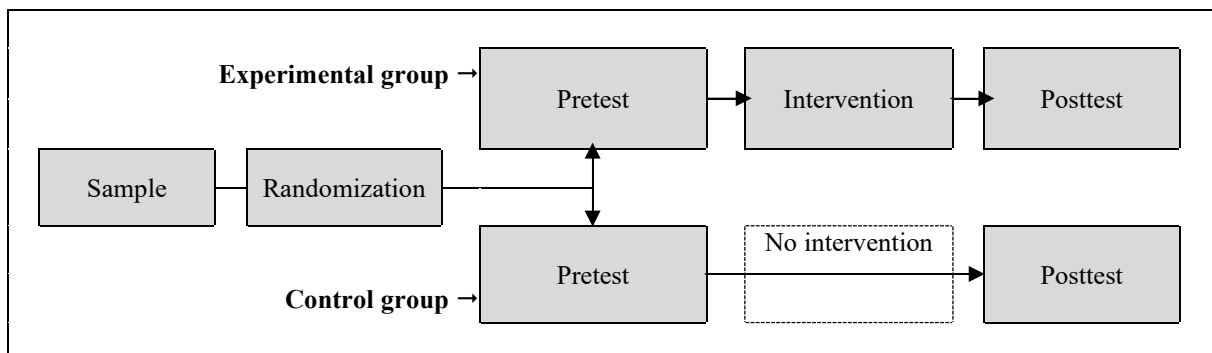 Experimental group →
Pretest
Intervention
Posttest
Sample
Randomization
No intervention
Pretest
Posttest
Control group →